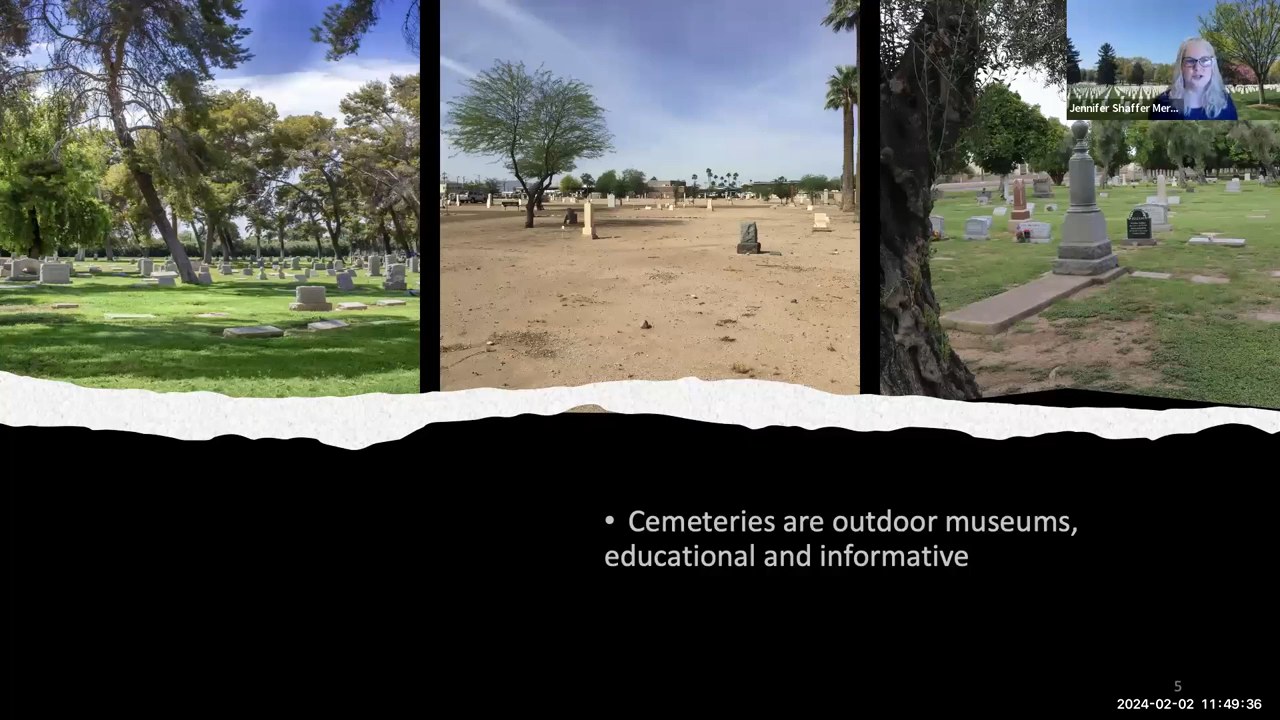 Jennifer Shaffer Mer...
• Cemeteries are outdoor museums,
educational and informative
5
2024-02-02 11:49:36